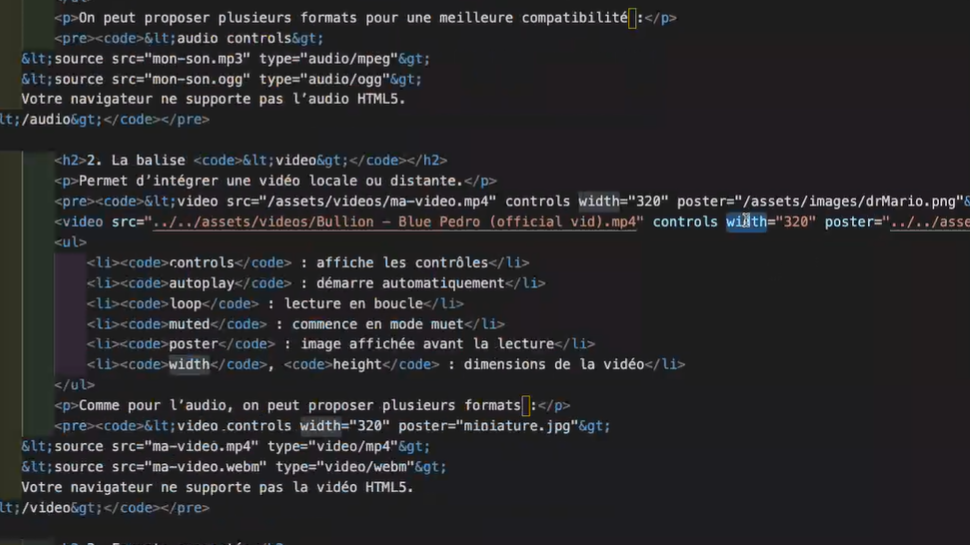 <p>On peut proposer plusieurs formats pour une meilleure compatibilité :</p>
<pre><code>&lt;audio controls&gt;
&lt;source src="mon-son.mp3" type="audio/mpeg"&gt;
&lt;source src="mon-son.ogg" type="audio/ogg"&gt;
Votre navigateur ne supporte pas l’audio HTML5.
lt;/audio&gt;</code></pre>
<h2>2. La balise <code>&lt;video&gt;</code></h2>
<p>Permet d’intégrer une vidéo locale ou distante.</p>
<pre><code>&lt;video src="/assets/videos/ma-video.mp4" controls width="320" poster="/assets/images/drMario.png"&
<video src="../../assets/videos/Bullion – Blue Pedro (official vid).mp4" controls width="320" poster="../../asse
<ul>
<li><code>controls</code> : affiche les contrôles</li>
<li><code>autoplay</code> : démarre automatiquement</li>
<li><code>loop</code> : lecture en boucle</li>
<li><code>muted</code> : commence en mode muet</li>
<li><code>poster</code> : image affichée avant la lecture</li>
<li><code>width</code>, <code>height</code> : dimensions de la vidéo</li>
</ul>
<p>Comme pour l’audio, on peut proposer plusieurs formats :</p>
<pre><code>&lt;video controls width="320" poster="miniature.jpg"&gt;
&lt;source src="ma-video.mp4" type="video/mp4"&gt;
&lt;source src="ma-video.webm" type="video/webm"&gt;
Votre navigateur ne supporte pas la vidéo HTML5.
lt;/video&gt;</code></pre>